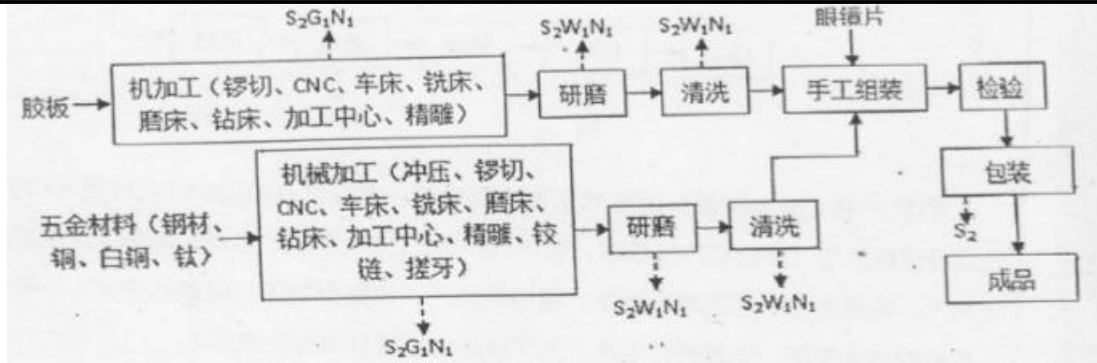 S₂G₁N₁
S₂W₁N₁
S₂W₁N₁
眼镜片
胶板
机加工（锣切、CNC、车床、铣床、
磨床、钻床、加工中心、精雕）
研磨
清洗
手工组装
检验
包装
S₂
成品
五金材料（钢材、
铜、白铜、钛）
机械加工（冲压、锣切、
CNC、车床、铣床、磨床、
钻床、加工中心、精雕、铰
链、搓牙）
研磨
清洗
S₂W₁N₁
S₂W₁N₁
S₂G₁N₁